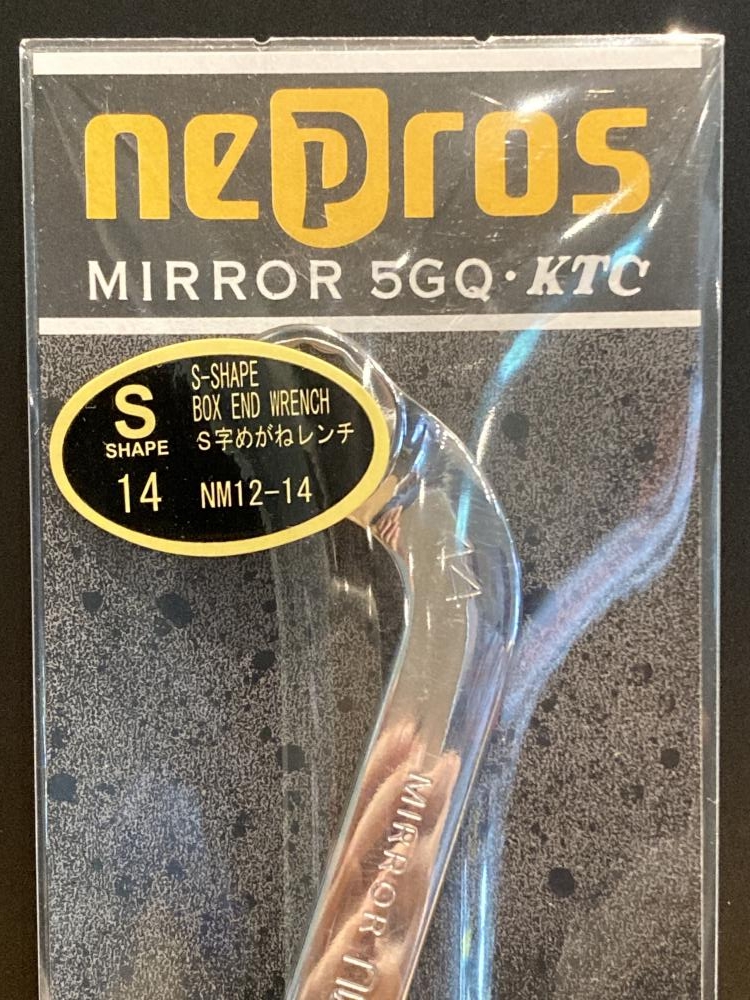 nepros
MIRROR 5GQ・KTC
S
SHAPE
14
S-SHAPE
BOX END WRENCH
S字めがねレンチ
NM12-14
14
MIRROR